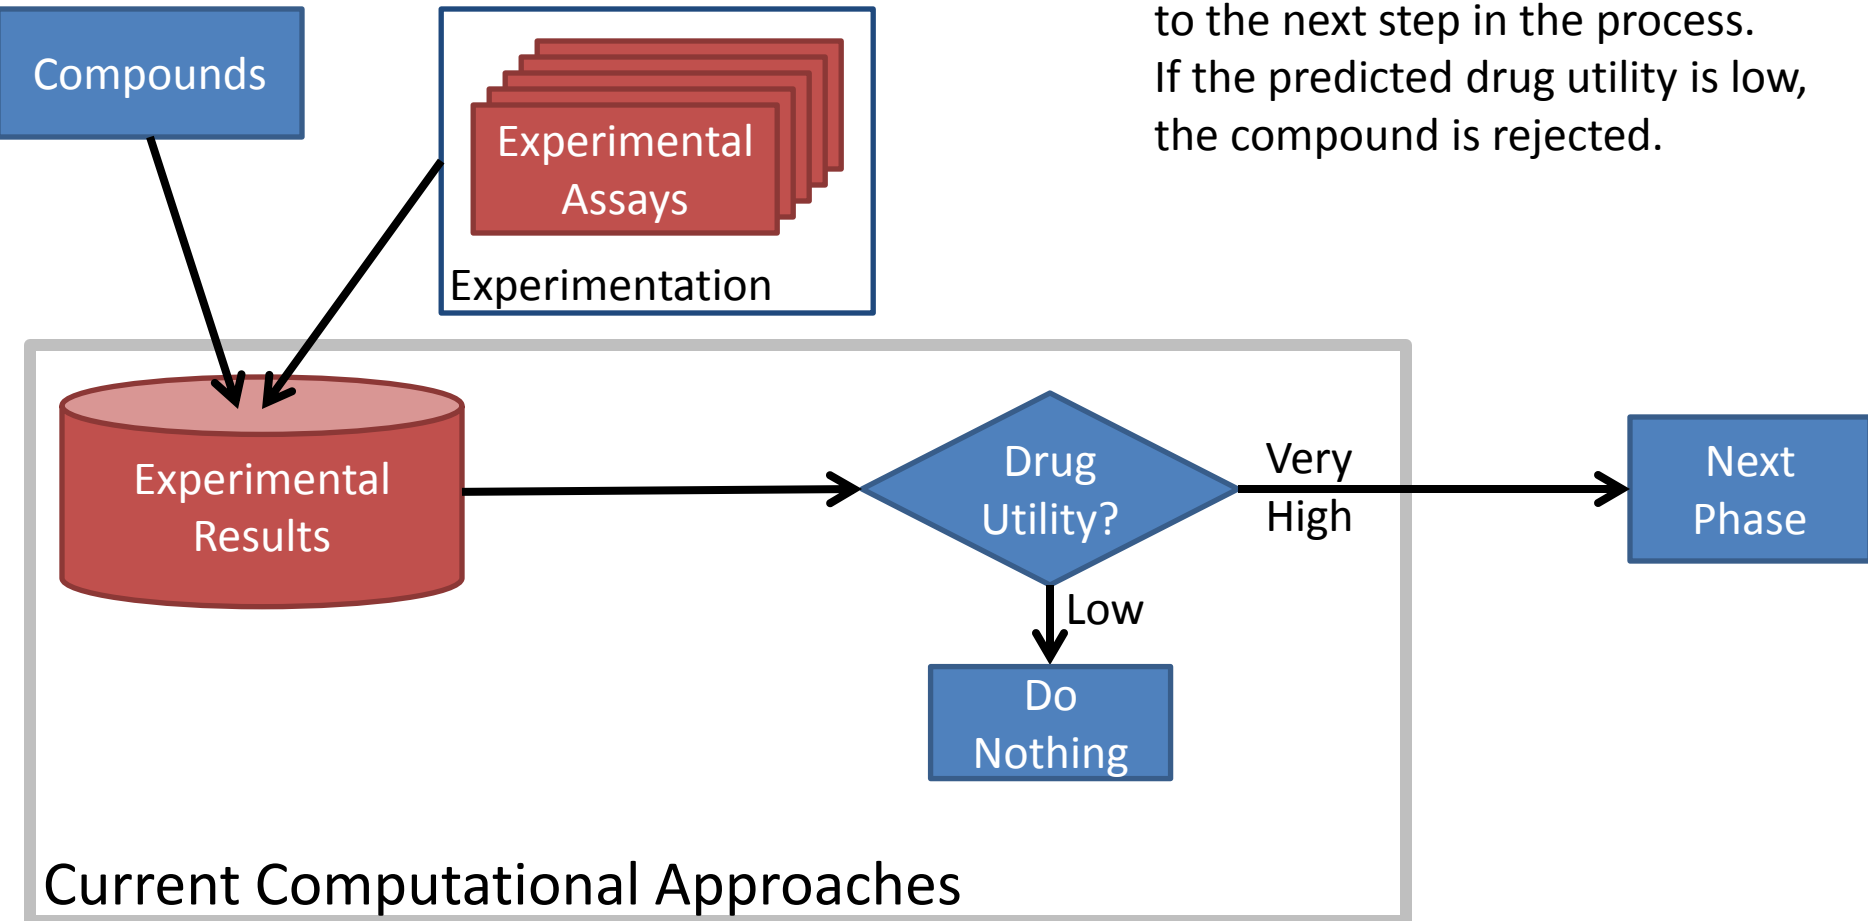 to the next step in the process.
If the predicted drug utility is low,
the compound is rejected.
Compounds
Experimental
Assays
Experimentation
Experimental
Results
Drug
Utility?
Very
High
Next
Phase
Low
Do
Nothing
Current Computational Approaches